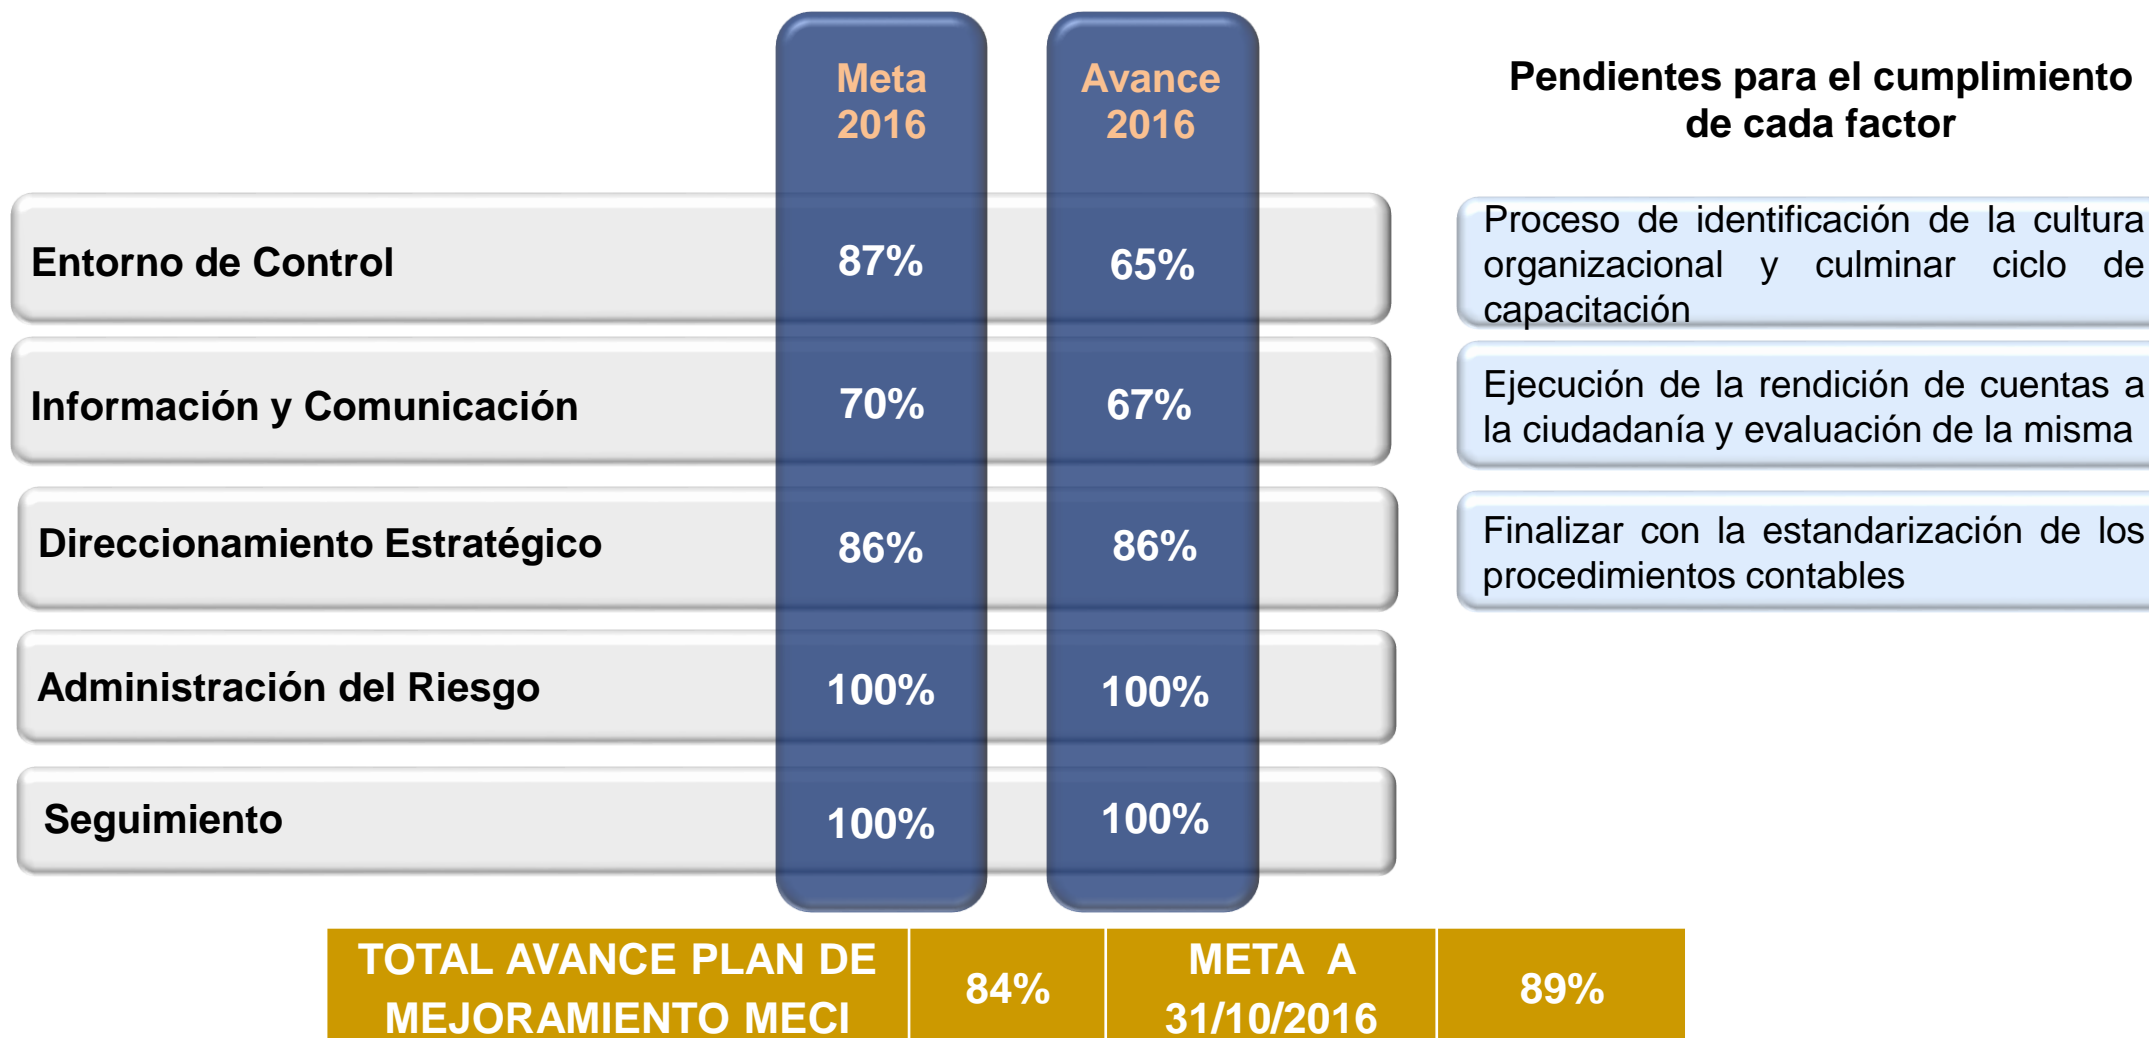 Meta
2016
Avance
2016
Pendientes para el cumplimiento
de cada factor
Entorno de Control
87%
65%
Proceso de identificación de la cultura
organizacional y culminar ciclo de
capacitación
Información y Comunicación
70%
67%
Ejecución de la rendición de cuentas a
la ciudadanía y evaluación de la misma
Direccionamiento Estratégico
86%
86%
Finalizar con la estandarización de los
procedimientos contables
Administración del Riesgo
100%
100%
Seguimiento
100%
100%
TOTAL AVANCE PLAN DE
MEJORAMIENTO MECI
84%
META A
31/10/2016
89%